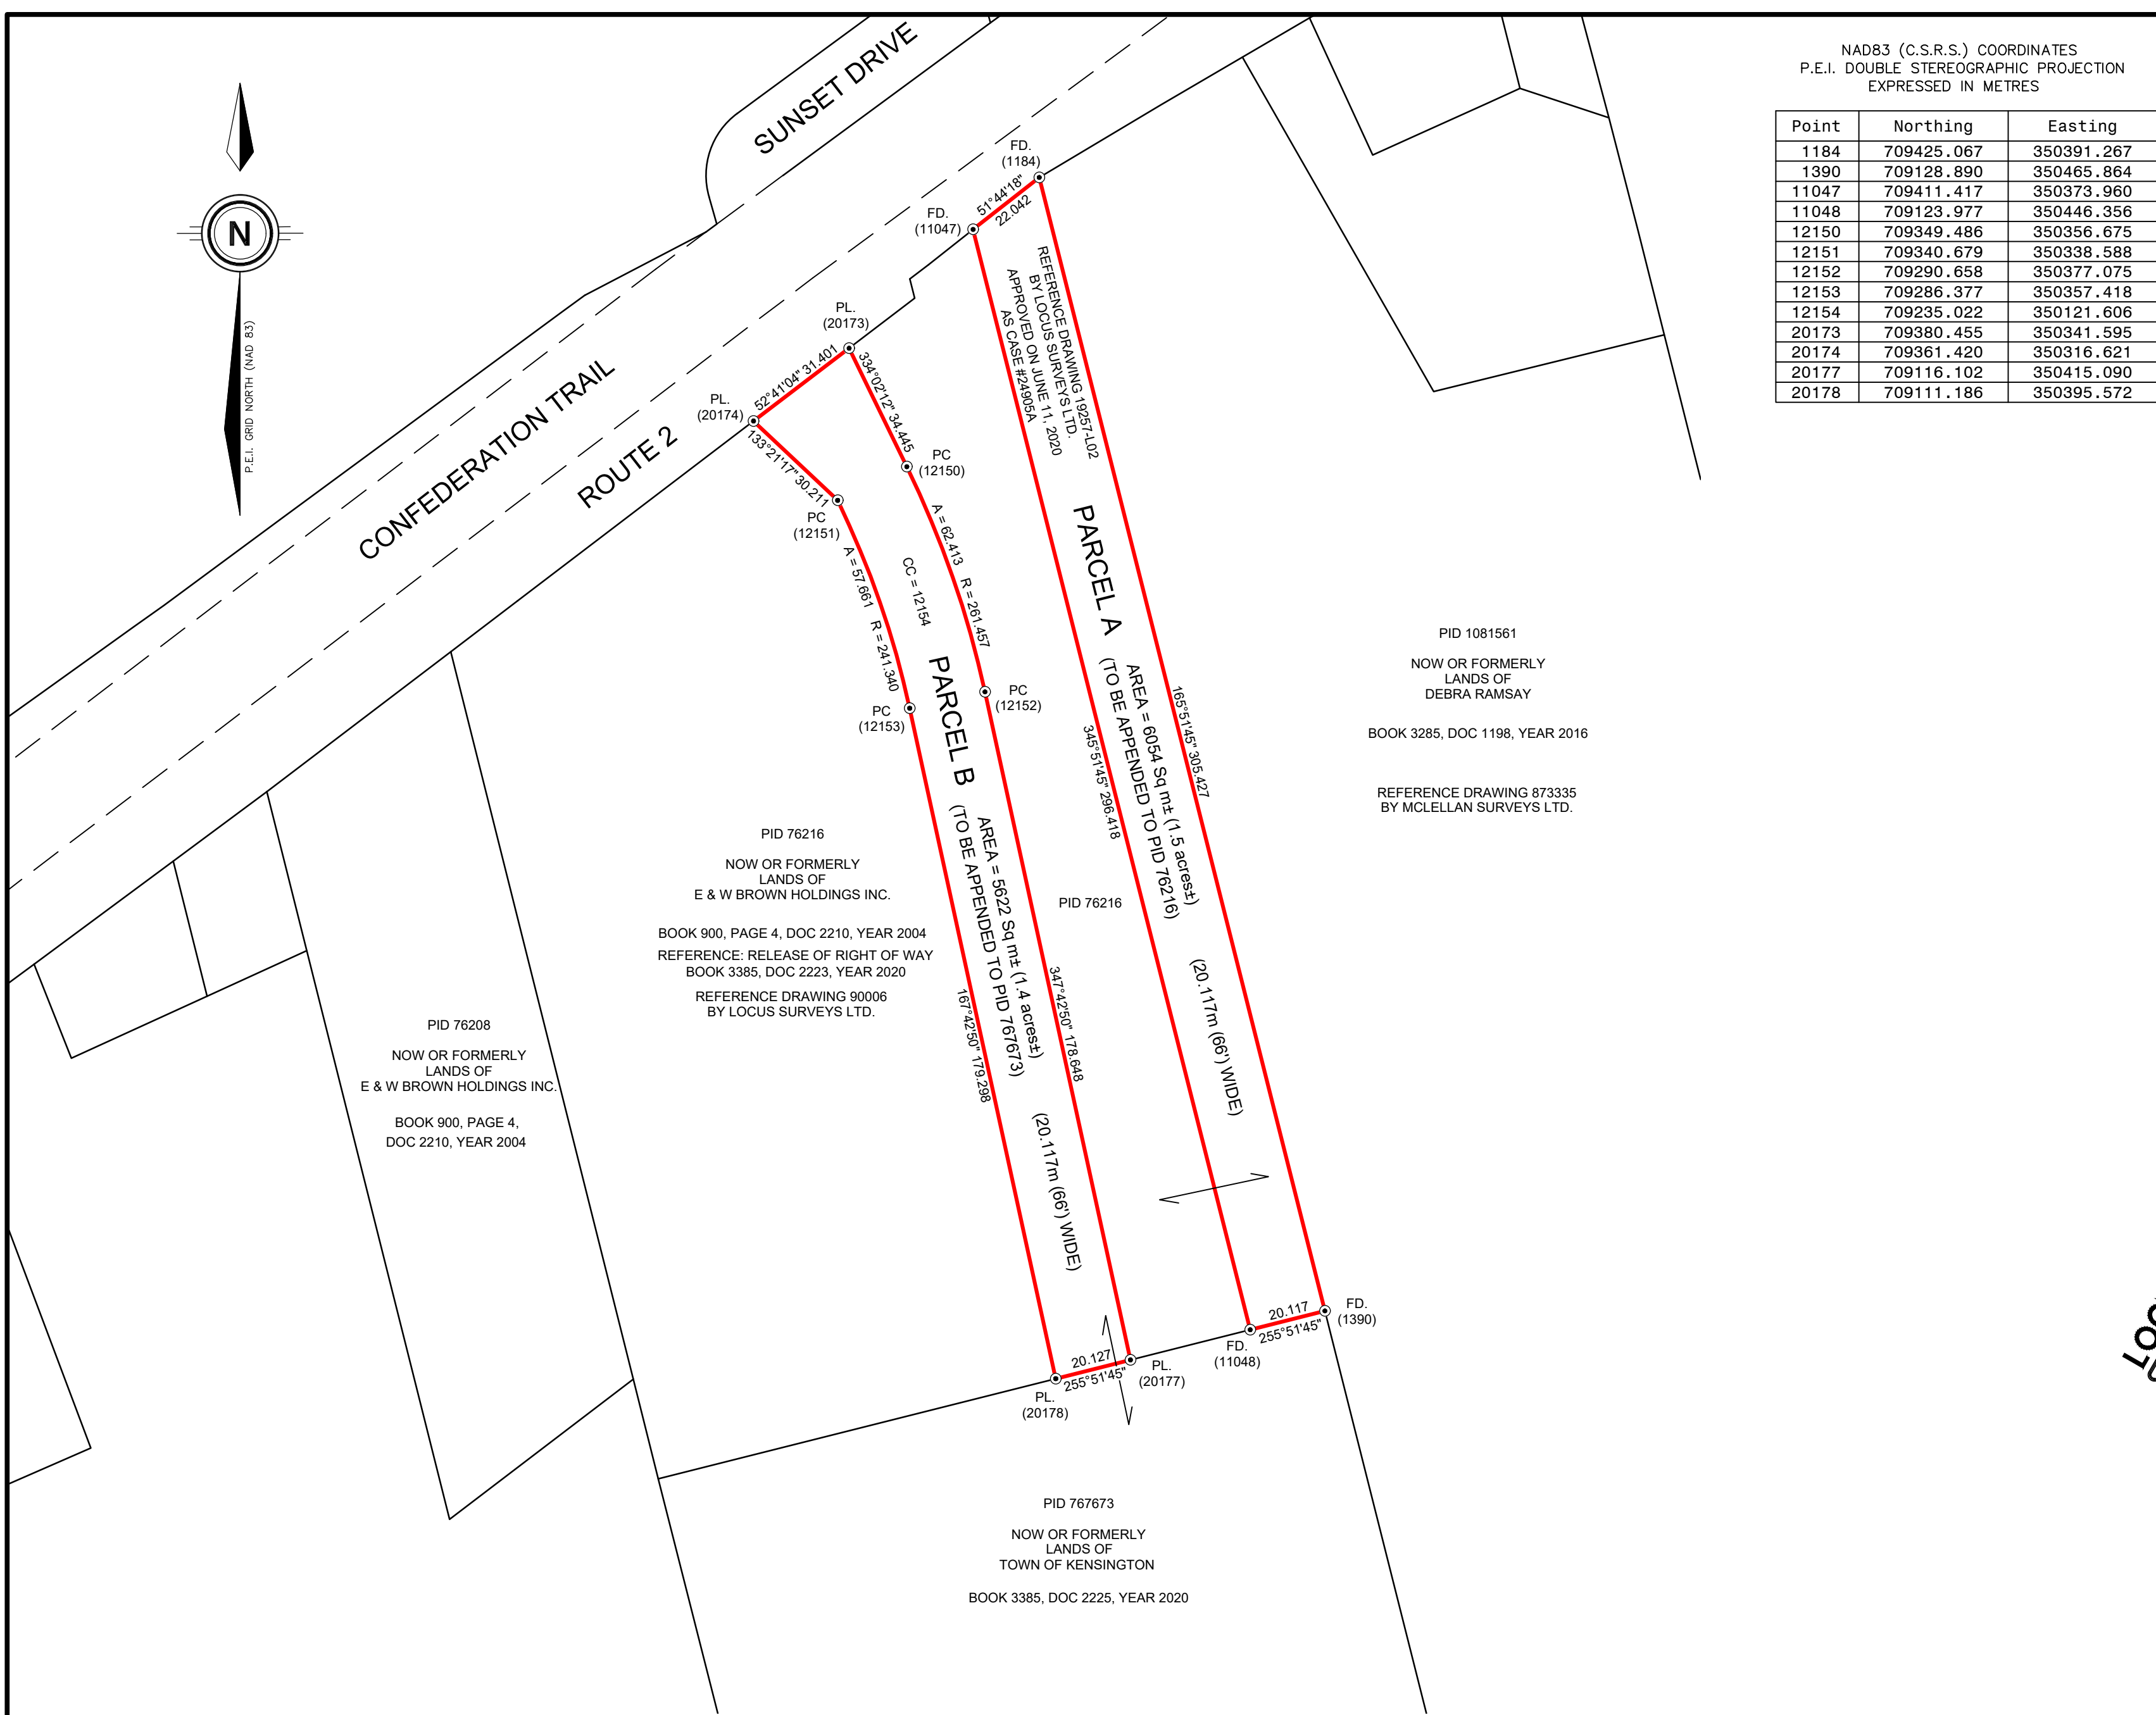 NAD83 (C.S.R.S.) COORDINATES
P.E.I. DOUBLE STEREOGRAPHIC PROJECTION
EXPRESSED IN METRES
Point Northing Easting
1184 709425.067 350391.267
1390 709128.890 350465.864
11047 709411.417 350373.960
11048 709123.977 350446.356
12150 709349.486 350356.675
12151 709340.679 350338.588
12152 709290.658 350377.075
12153 709286.377 350357.418
12154 709235.022 350121.606
20173 709380.455 350341.595
20174 709361.420 350316.621
20177 709116.102 350415.090
20178 709111.186 350395.572
N
P.E.I. GRID NORTH (NAD 83)
SUNSET DRIVE
CONFEDERATION TRAIL
ROUTE 2
FD.
(1184)
51°44'18"
22.042
FD.
(11047)
PL.
(20173)
52°41'04" 31.401
PL.
(20174)
334°02'12" 34.445
133°21'17" 30.211
PC
(12150)
PC
(12151)
A = 62.413 R = 261.457
A = 57.661 R = 241.340
CC = 12154
PC
(12152)
PC
(12153)
REFERENCE DRAWING 19257-L02
BY LOCUS SURVEYS LTD.
APPROVED ON JUNE 11, 2020
AS CASE #24905A
PARCEL A
AREA = 6054 Sq m± (1.5 acres±)
(TO BE APPENDED TO PID 76216)
(20.117m (66') WIDE)
165°51'45" 305.427
345°51'45" 296.418
PARCEL B
AREA = 5622 Sq m± (1.4 acres±)
(TO BE APPENDED TO PID 767673)
(20.117m (66') WIDE)
347°42'50" 178.648
167°42'50" 179.298
PID 1081561
NOW OR FORMERLY
LANDS OF
DEBRA RAMSAY
BOOK 3285, DOC 1198, YEAR 2016
REFERENCE DRAWING 873335
BY MCLELLAN SURVEYS LTD.
PID 76216
NOW OR FORMERLY
LANDS OF
E & W BROWN HOLDINGS INC.
BOOK 900, PAGE 4, DOC 2210, YEAR 2004
REFERENCE: RELEASE OF RIGHT OF WAY
BOOK 3385, DOC 2223, YEAR 2020
REFERENCE DRAWING 90006
BY LOCUS SURVEYS LTD.
PID 76216
PID 76208
NOW OR FORMERLY
LANDS OF
E & W BROWN HOLDINGS INC.
BOOK 900, PAGE 4,
DOC 2210, YEAR 2004
20.117
255°51'45"
FD.
(1390)
FD.
(11048)
20.127
255°51'45"
PL.
(20177)
PL.
(20178)
PID 767673
NOW OR FORMERLY
LANDS OF
TOWN OF KENSINGTON
BOOK 3385, DOC 2225, YEAR 2020